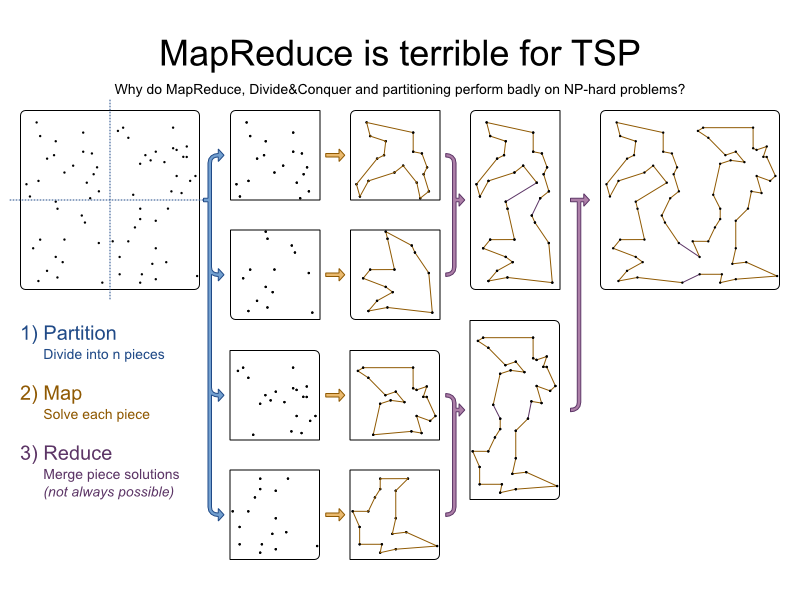 MapReduce is terrible for TSP
Why do MapReduce, Divide&Conquer and partitioning perform badly on NP-hard problems?
1) Partition
Divide into n pieces
2) Map
Solve each piece
3) Reduce
Merge piece solutions
(not always possible)